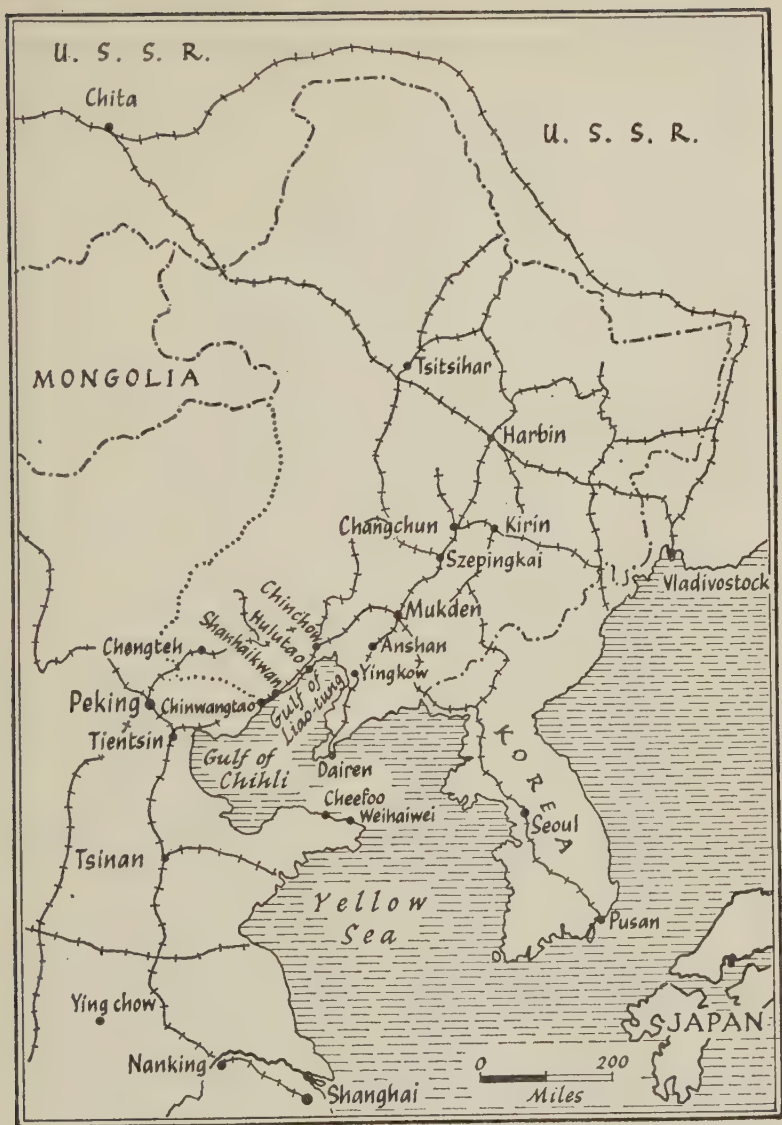 U. S. S. R.
Chita
U. S. S. R.
Tsitsihar
MONGOLIA
Harbin
Changchun
Kirin
Szepingkai
Vladivostock
Chinchow
Hulutao
Shanhaikwan
Mukden
Chengteh
Anshan
Yingkow
Peking
Chinwangtao
Gulf of
Liao-tung
Tientsin
Gulf of
Chihli
Dairen
KOREA
Cheefoo
Weihaiwei
Seoul
Tsinan
Yellow
Sea
Pusan
Ying chow
JAPAN
Nanking
0 200
Miles
Shanghai